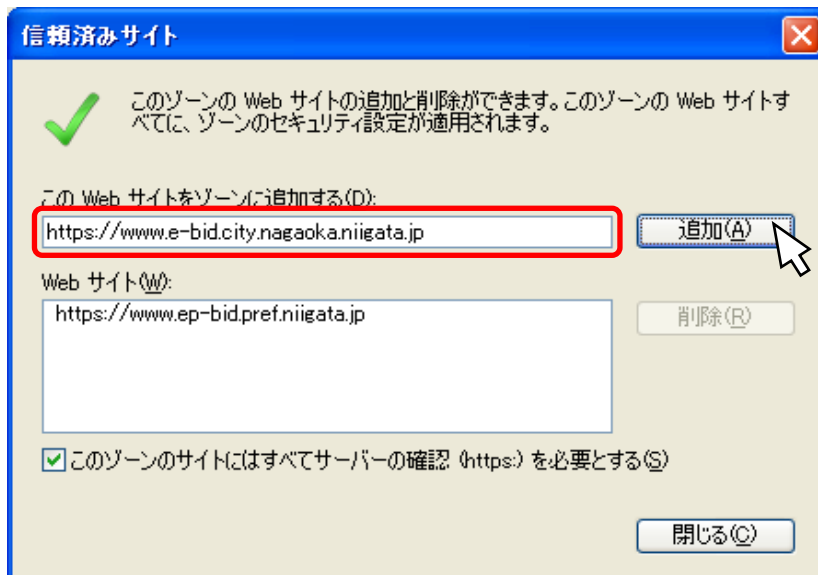 信頼済みサイト
このゾーンの Web サイトの追加と削除ができます。このゾーンの Web サイトす
べてに、ゾーンのセキュリティ設定が適用されます。
この Web サイトをゾーンに追加する(D):
https://www.e-bid.city.nagaoka.niigata.jp
追加(A)
Web サイト(W):
https://www.ep-bid.pref.niigata.jp
削除(R)
このゾーンのサイトにはすべてサーバーの確認 (https:) を必要とする(S)
閉じる(C)